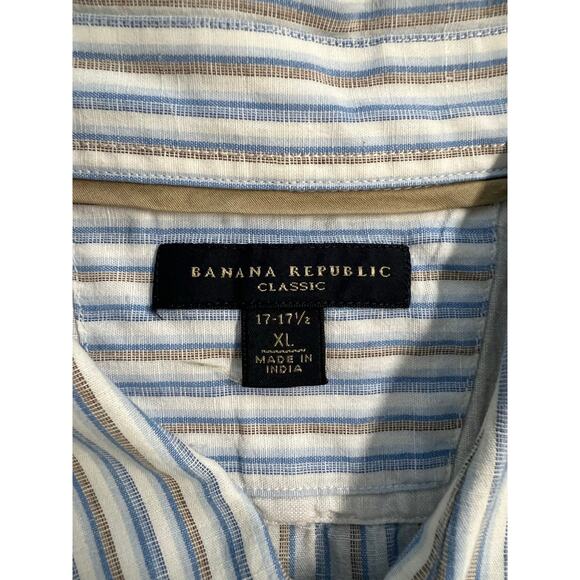 BANANA REPUBLIC
CLASSIC
17-17½
XL
MADE IN
INDIA